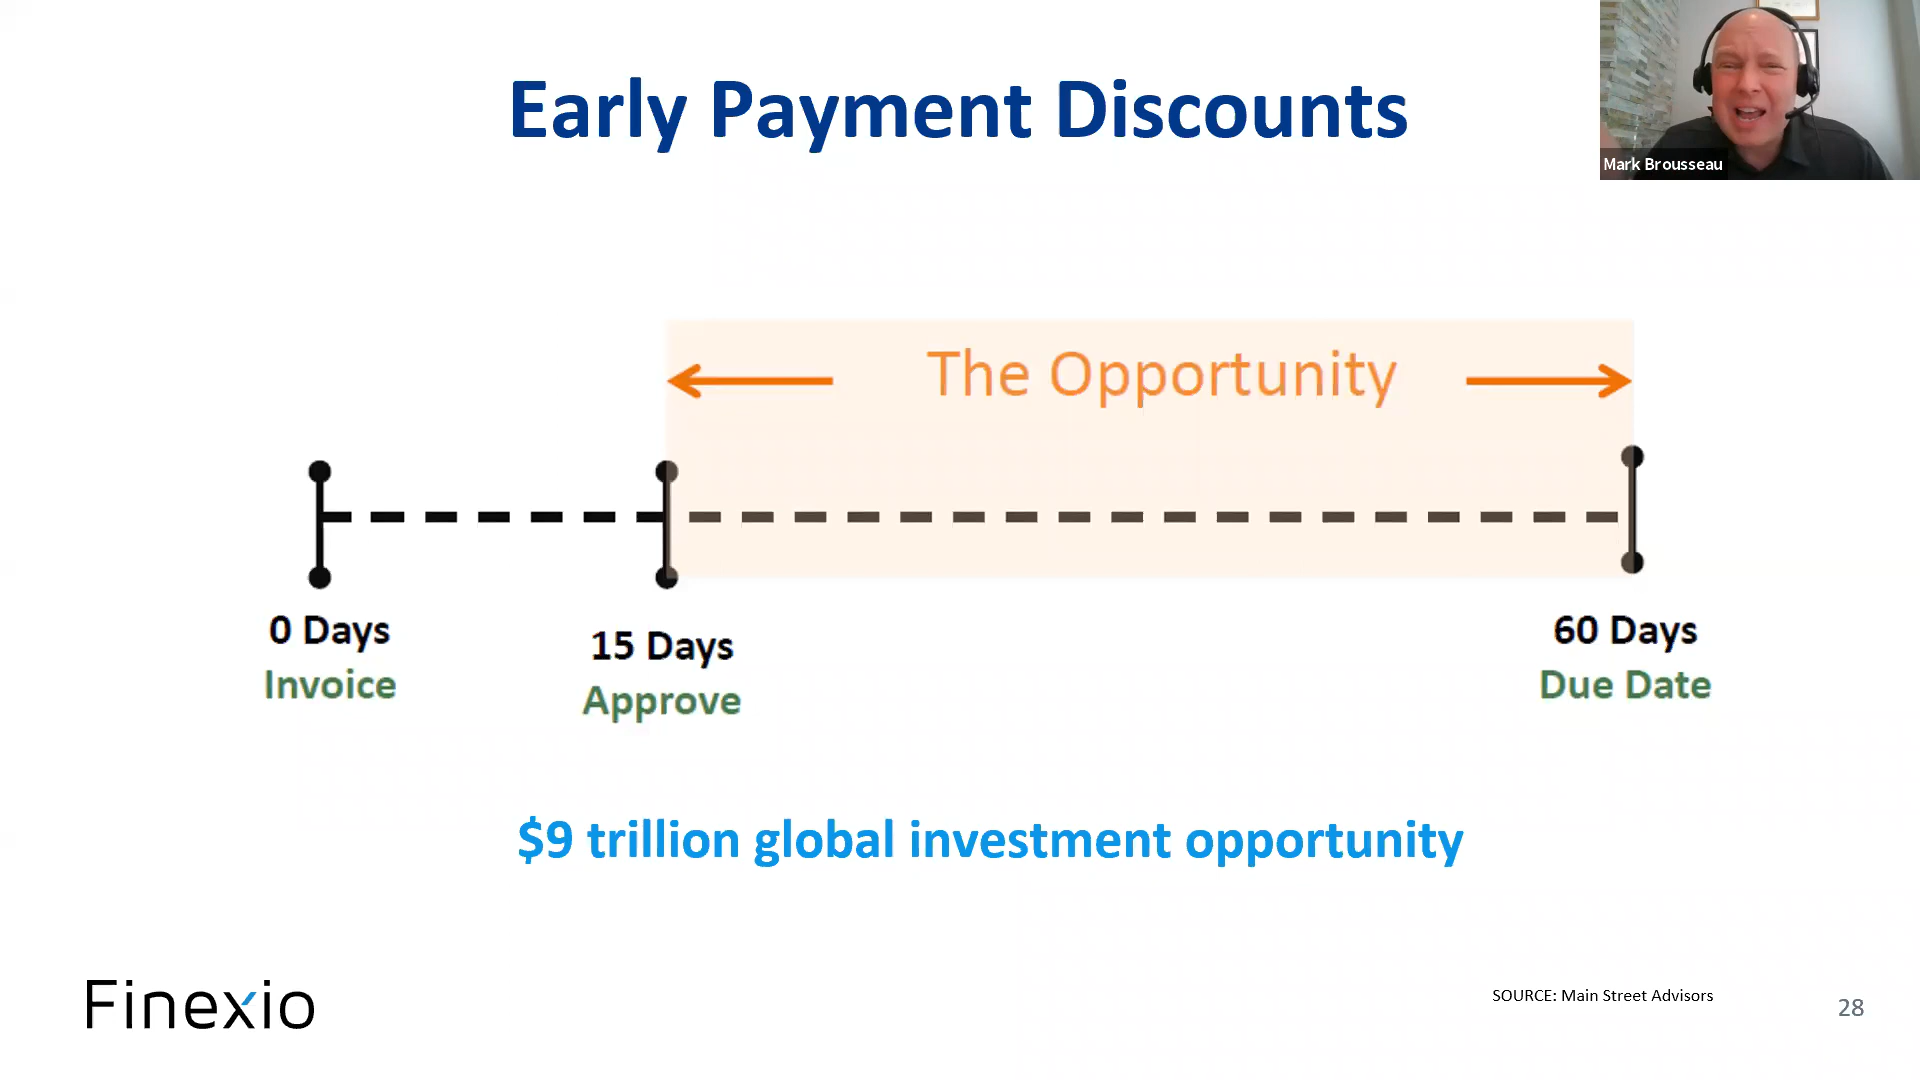 Early Payment Discounts
Mark Brousseau
The Opportunity
0 Days
Invoice
15 Days
Approve
60 Days
Due Date
$9 trillion global investment opportunity
Finexio
SOURCE: Main Street Advisors
28